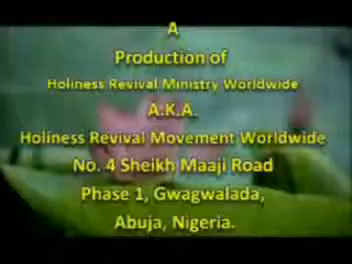 A
Production of
Holiness Revival Ministry Worldwide
A.K.A.
Holiness Revival Movement Worldwide
No. 4 Sheikh Maaji Road
Phase 1, Gwagwalada,
Abuja, Nigeria.